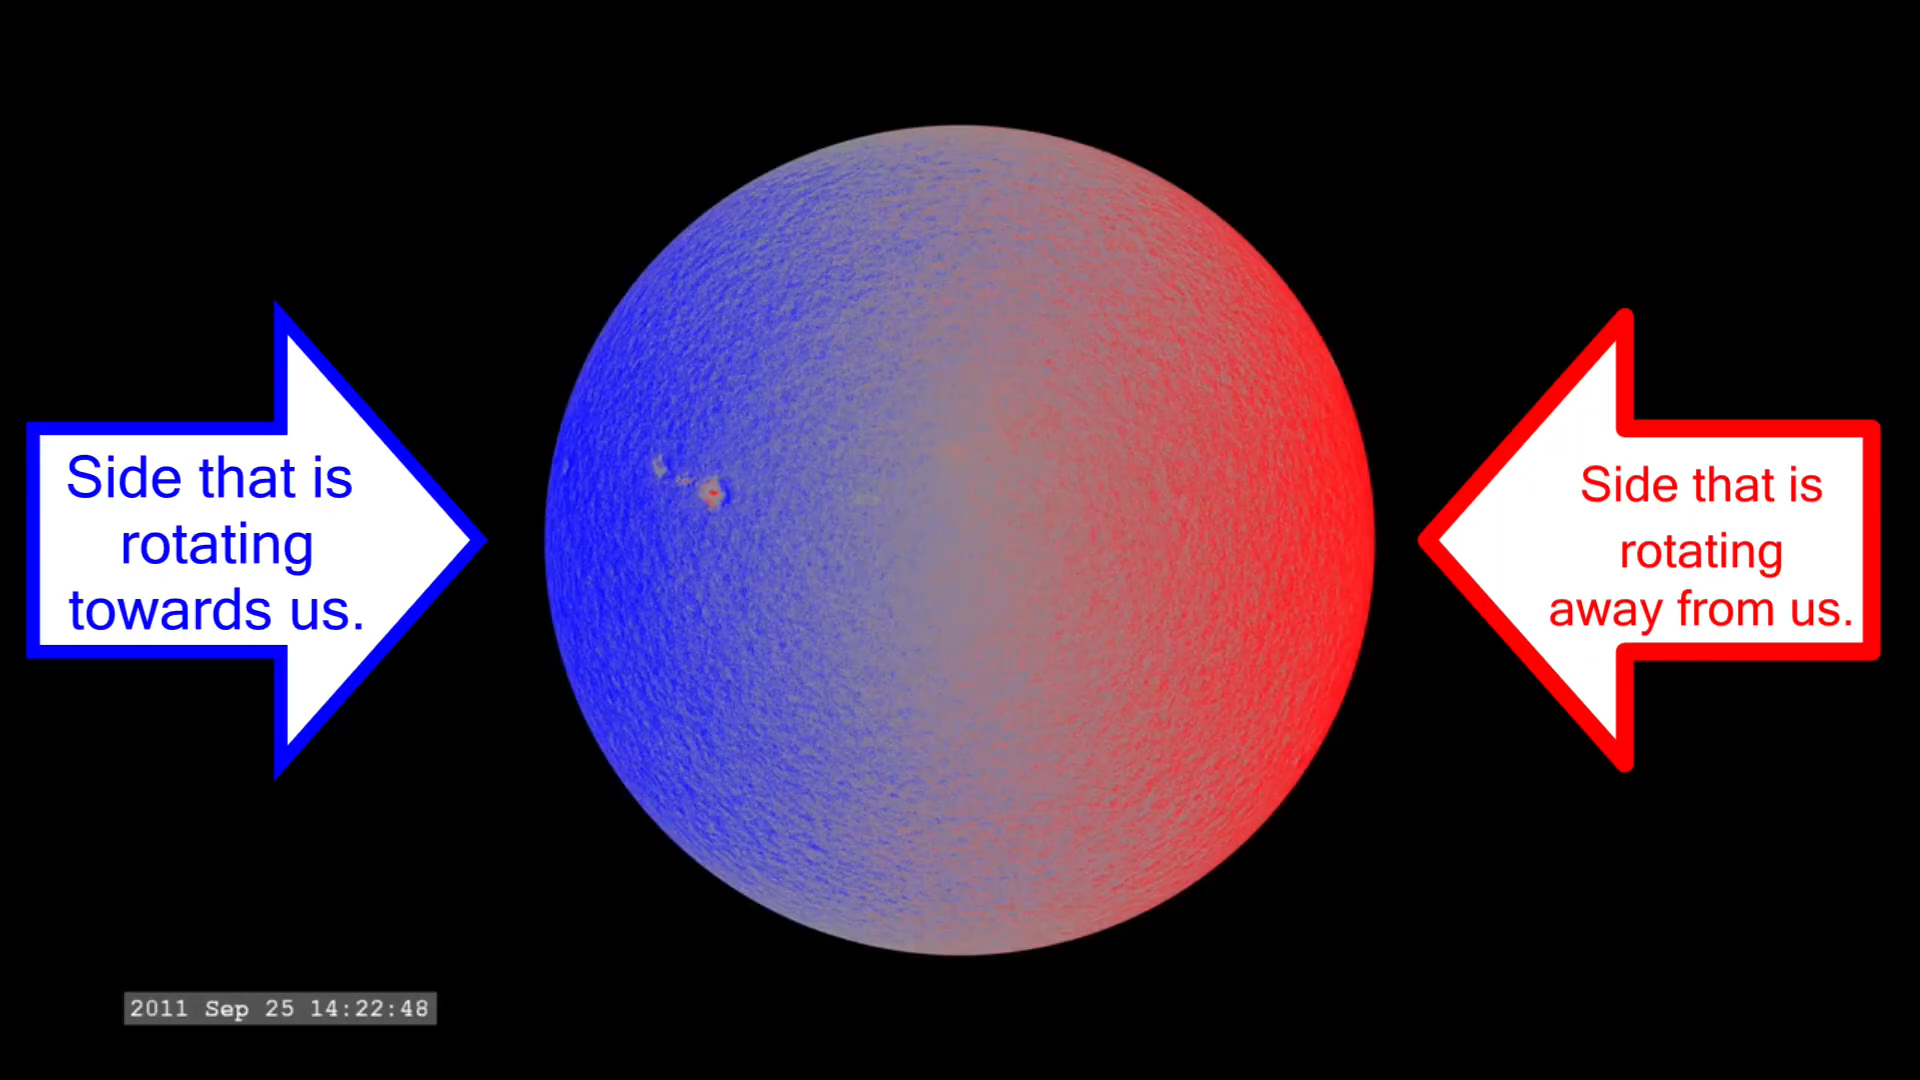 Side that is
rotating
towards us.
Side that is
rotating
away from us.
2011 Sep 25 14:22:48